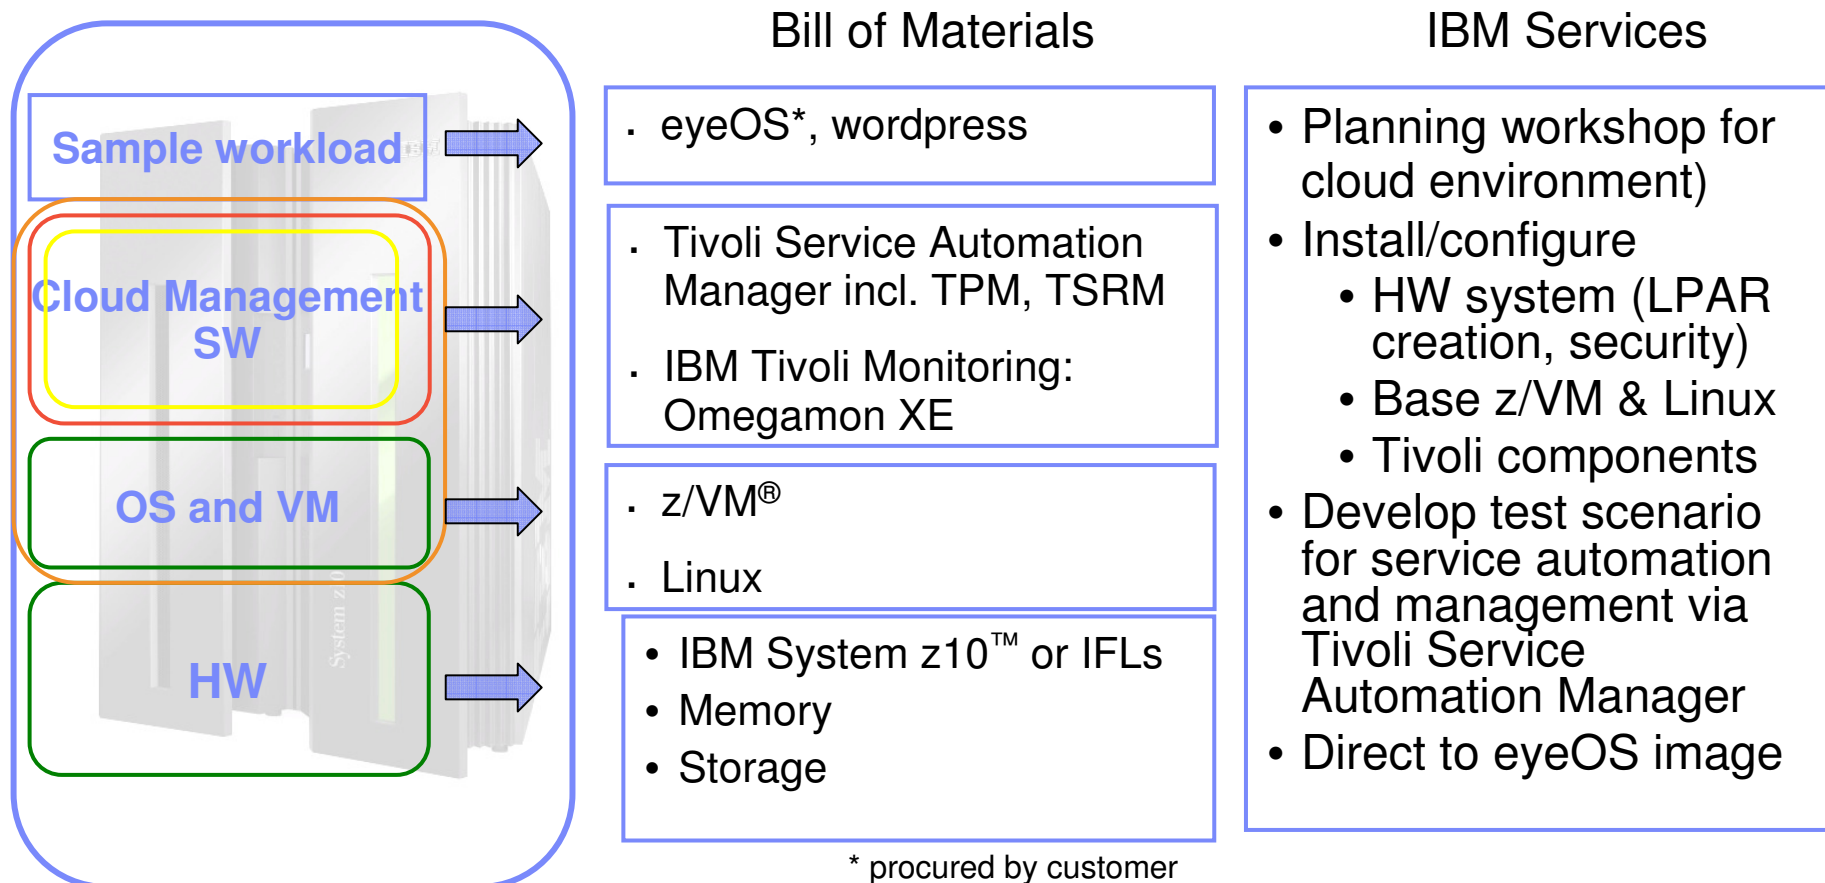 Bill of Materials
IBM Services
Sample workload
Cloud Management
SW
OS and VM
HW
System z10
· eyeOS*, wordpress
· Tivoli Service Automation
Manager incl. TPM, TSRM
· IBM Tivoli Monitoring:
Omegamon XE
· z/VM®
· Linux
• IBM System z10™ or IFLs
• Memory
• Storage
* procured by customer
• Planning workshop for
cloud environment)
• Install/configure
• HW system (LPAR
creation, security)
• Base z/VM & Linux
• Tivoli components
• Develop test scenario
for service automation
and management via
Tivoli Service
Automation Manager
• Direct to eyeOS image